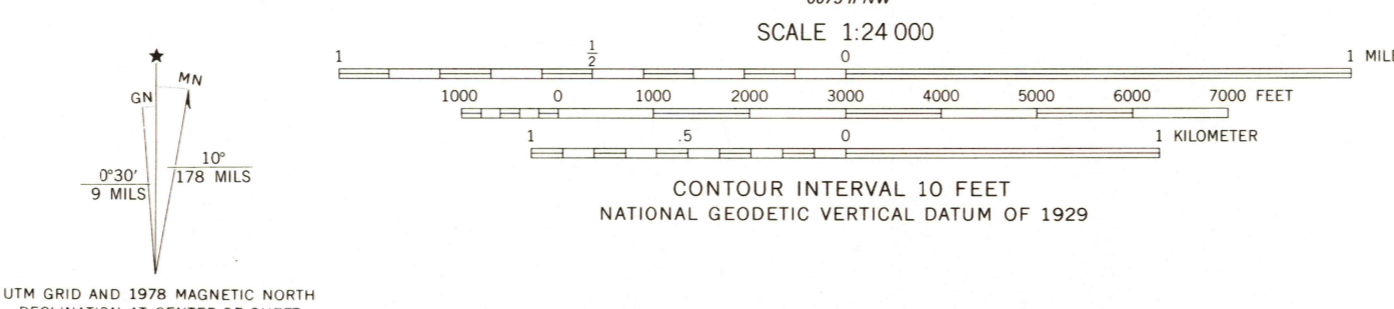 SCALE 1:24 000
1 1/2 0 1 MILE
1000 0 1000 2000 3000 4000 5000 6000 7000 FEET
1 .5 0 1 KILOMETER
CONTOUR INTERVAL 10 FEET
NATIONAL GEODETIC VERTICAL DATUM OF 1929
★
MN
GN
10°
178 MILS
0°30'
9 MILS
UTM GRID AND 1978 MAGNETIC NORTH